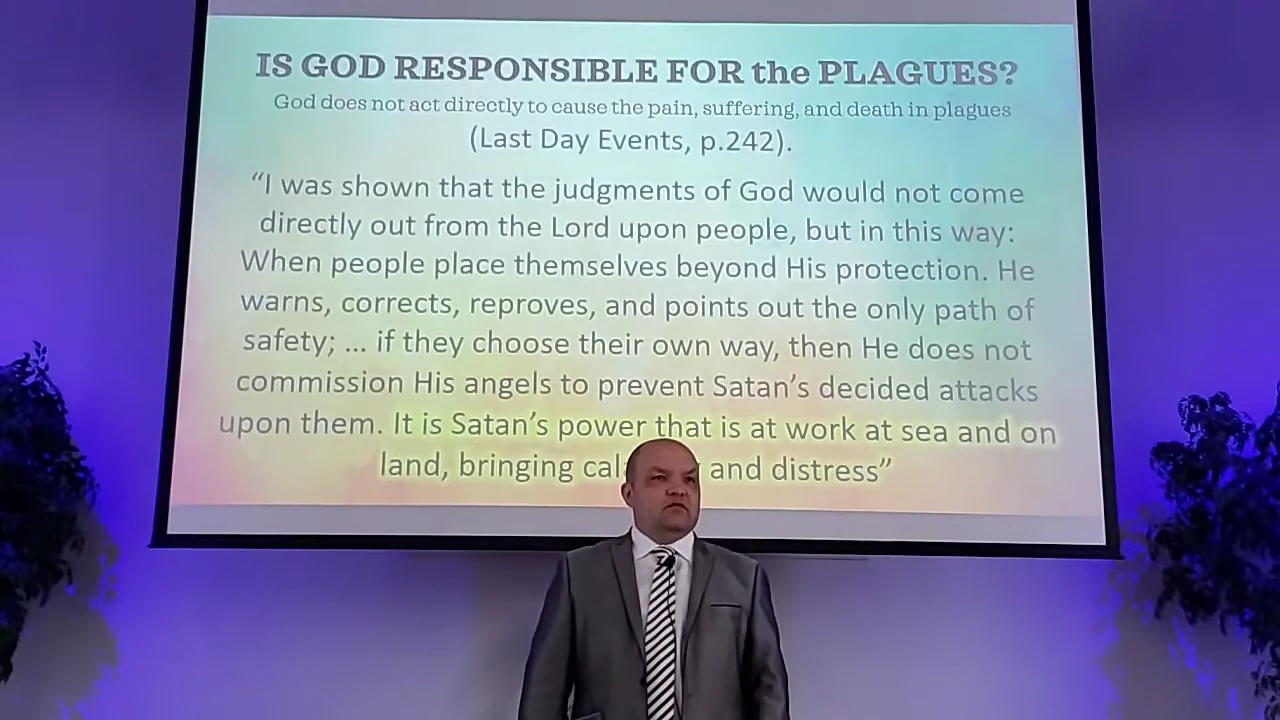 IS GOD RESPONSIBLE FOR the PLAGUES?
God does not act directly to cause the pain, suffering, and death in plagues
(Last Day Events, p.242).
“I was shown that the judgments of God would not come
directly out from the Lord upon people, but in this way:
When people place themselves beyond His protection. He
warns, corrects, reproves, and points out the only path of
safety; ... if they choose their own way, then He does not
commission His angels to prevent Satan’s decided attacks
upon them. It is Satan’s power that is at work at sea and on
land, bringing and distress”